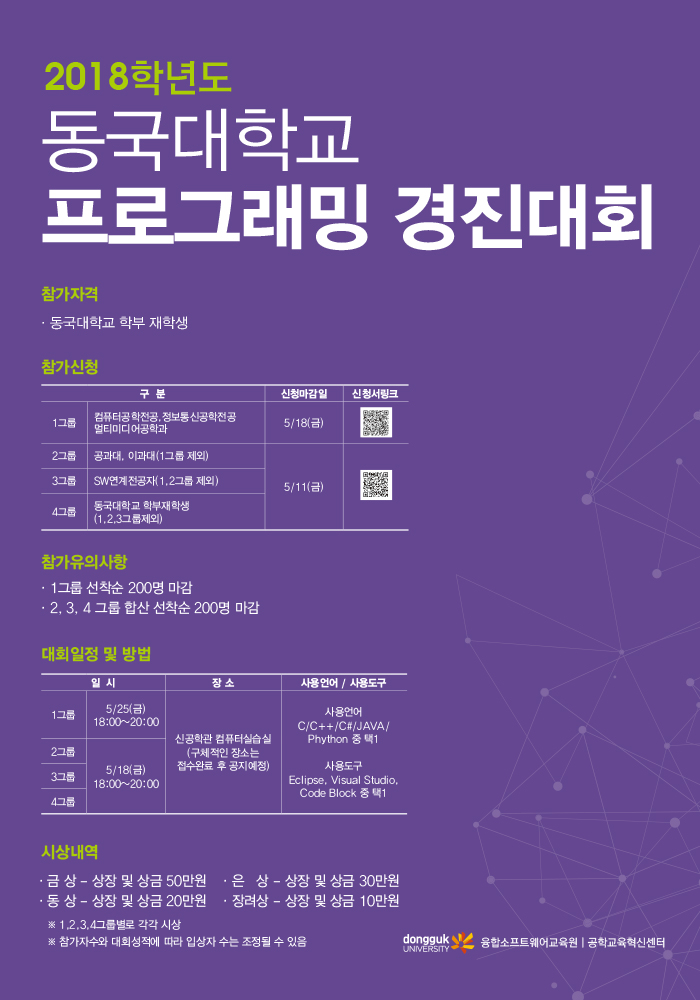 2018학년도
동국대학교
프로그래밍 경진대회
참가자격
· 동국대학교 학부 재학생
참가신청
구 분 신청마감일 신청서링크
1그룹 컴퓨터공학전공,정보통신공학전공
멀티미디어공학과 5/18(금)
2그룹 공과대, 이과대(1그룹 제외)
3그룹 SW연계전공자(1,2그룹 제외)
5/11(금)
4그룹 동국대학교 학부재학생
(1,2,3그룹제외)
참가유의사항
· 1그룹 선착순 200명 마감
· 2, 3, 4 그룹 합산 선착순 200명 마감
대회일정 및 방법
일 시 장 소 사용언어 / 사용도구
1그룹 5/25(금)
18:00~20:00
2그룹
3그룹
4그룹
5/18(금)
18:00~20:00
신공학관 컴퓨터실습실
(구체적인 장소는
접수완료 후 공지예정)
사용언어
C/C++/C#/JAVA/
Phython 중 택1
사용도구
Eclipse, Visual Studio,
Code Block 중 택1
시상내역
· 금 상 – 상장 및 상금 50만원 · 은 상 – 상장 및 상금 30만원
· 동 상 – 상장 및 상금 20만원 · 장려상 – 상장 및 상금 10만원
※ 1,2,3,4그룹별로 각각 시상
※ 참가자수와 대회성적에 따라 입상자 수는 조정될 수 있음
dongguk
UNIVERSITY
융합소프트웨어교육원 | 공학교육혁신센터